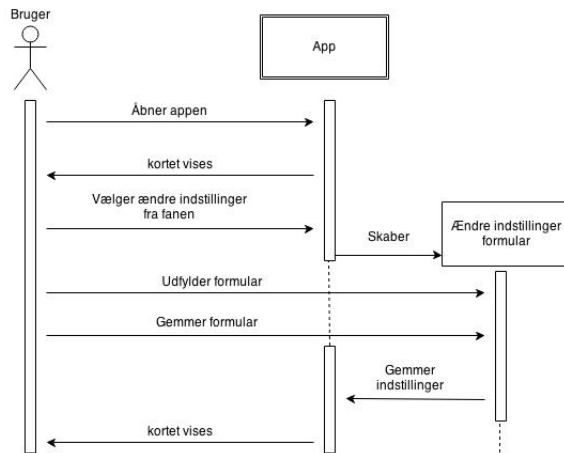 Bruger
App
Åbner appen
kortet vises
Vælger ændre indstillinger
fra fanen
Skaber
Ændre indstillinger
formular
Udfylder formular
Gemmer formular
Gemmer
indstillinger
kortet vises